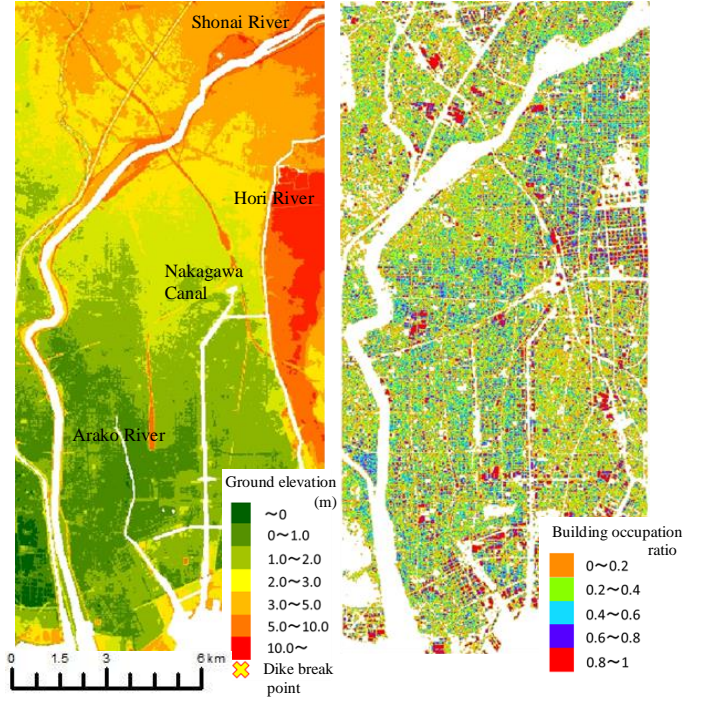 Shonai River
Hori River
Nakagawa
Canal
Arako River
Ground elevation
(m)
～0
0～1.0
1.0～2.0
2.0～3.0
3.0～5.0
5.0～10.0
10.0～
Dike break
point
0 1.5 3 6 km
Building occupation
ratio
0～0.2
0.2～0.4
0.4～0.6
0.6～0.8
0.8～1